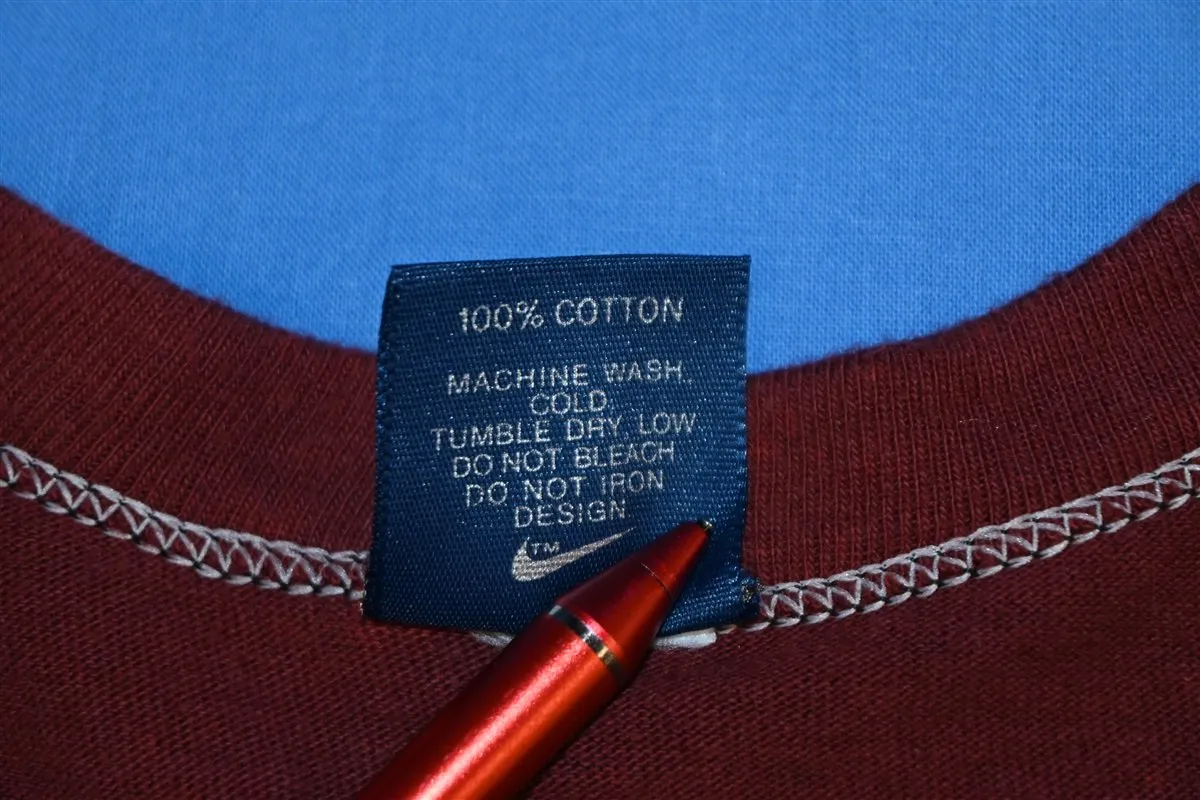 100% COTTON
MACHINE WASH
COLD
TUMBLE DRY LOW
DO NOT BLEACH
DO NOT IRON
DESIGN
TM